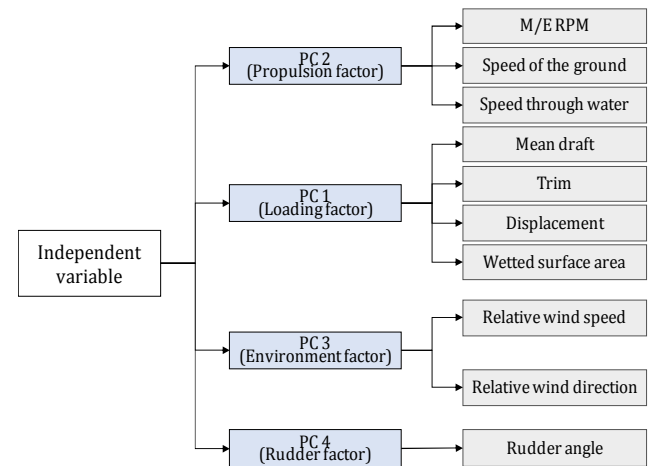 M/E RPM
PC 2
(Propulsion factor)
Speed of the ground
Speed through water
Mean draft
Trim
PC 1
(Loading factor)
Displacement
Wetted surface area
Independent
variable
Relative wind speed
PC 3
(Environment factor)
Relative wind direction
PC 4
(Rudder factor)
Rudder angle